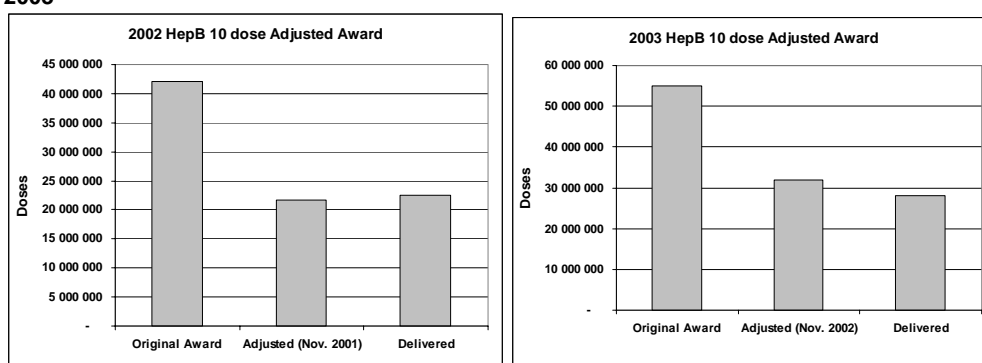 2002 HepB 10 dose Adjusted Award
45 000 000
40 000 000
35 000 000
30 000 000
25 000 000
20 000 000
15 000 000
10 000 000
5 000 000
-
Doses
Original Award
Adjusted (Nov. 2001)
Delivered
2003 HepB 10 dose Adjusted Award
60 000 000
50 000 000
40 000 000
30 000 000
20 000 000
10 000 000
-
Doses
Original Award
Adjusted (Nov. 2002)
Delivered